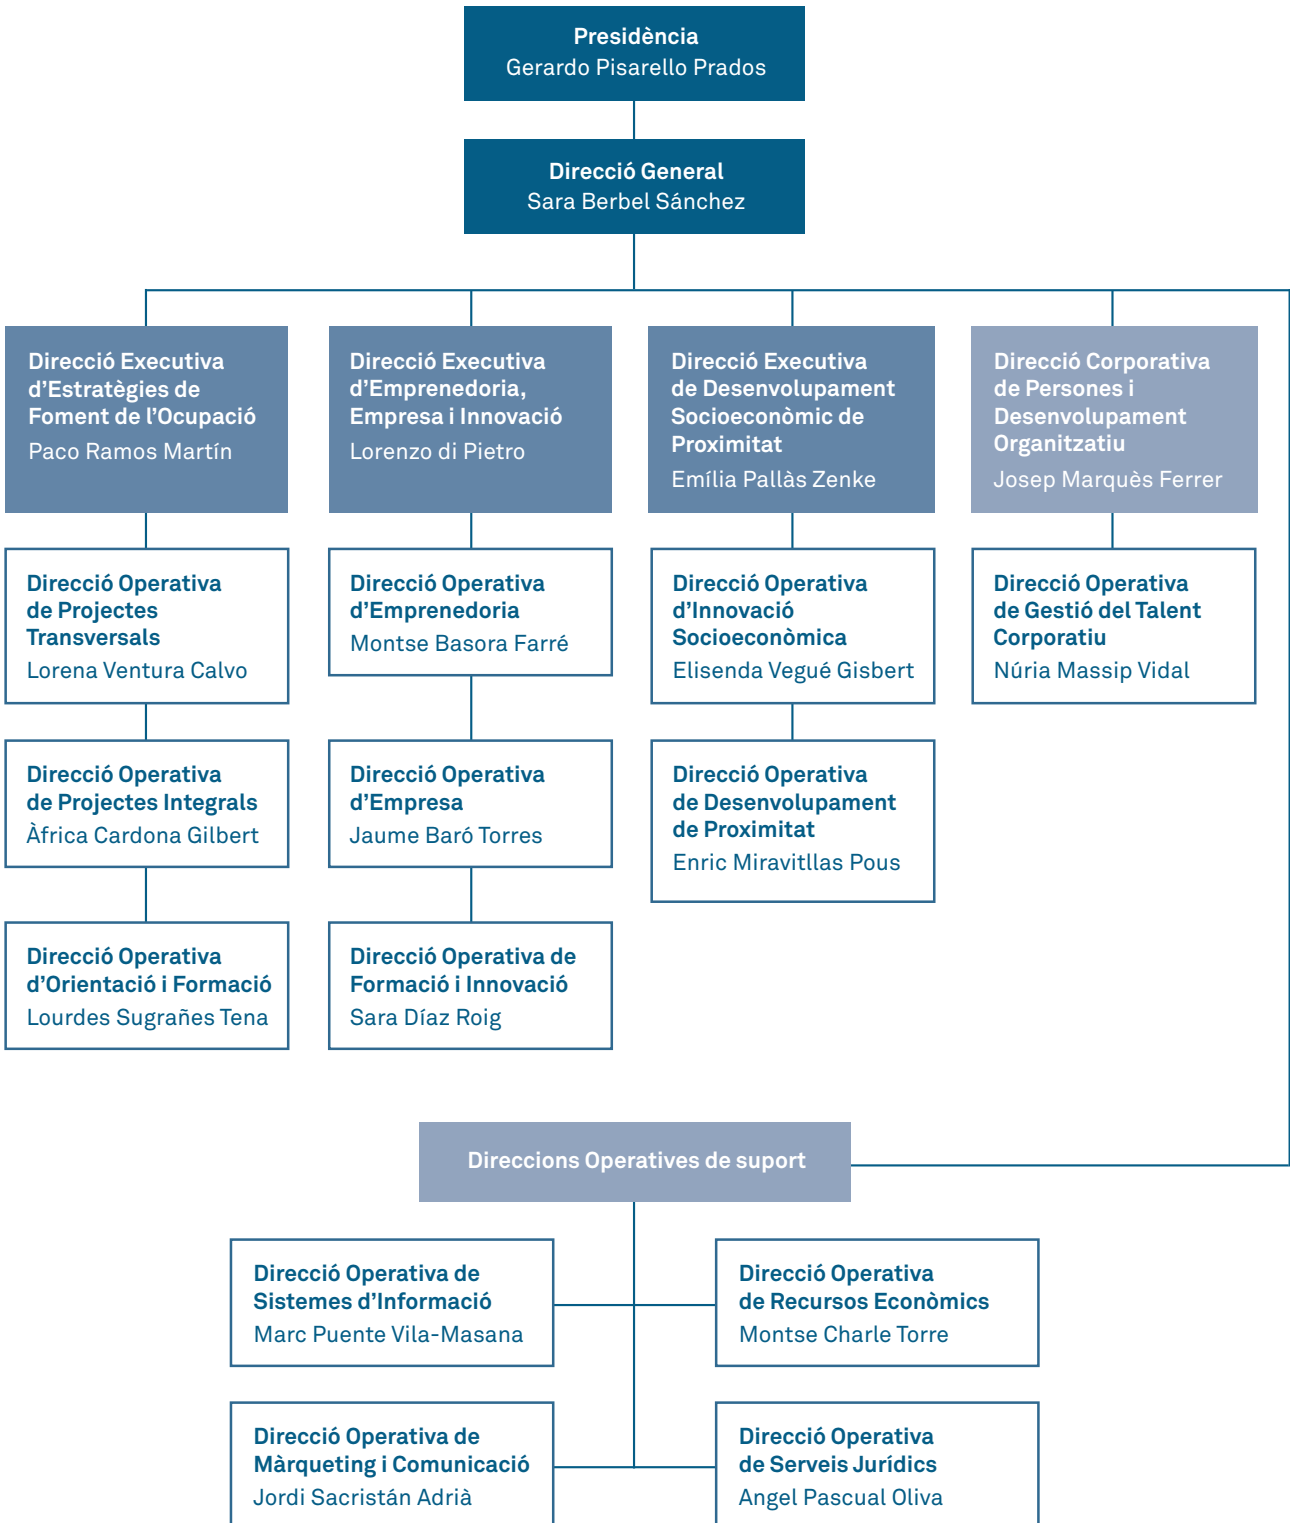 Presidència
Gerardo Pisarello Prados
Direcció General
Sara Berbel Sánchez
Direcció Executiva
d’Estratègies de
Foment de l’Ocupació
Paco Ramos Martín
Direcció Executiva
d’Emprenedoria,
Empresa i Innovació
Lorenzo di Pietro
Direcció Executiva
de Desenvolupament
Socioeconòmic de
Proximitat
Emília Pallàs Zenke
Direcció Corporativa
de Persones i
Desenvolupament
Organitzatiu
Josep Marquès Ferrer
Direcció Operativa
de Projectes
Transversals
Lorena Ventura Calvo
Direcció Operativa
d’Emprenedoria
Montse Basora Farré
Direcció Operativa
d’Innovació
Socioeconòmica
Elisenda Vegué Gisbert
Direcció Operativa
de Gestió del Talent
Corporatiu
Núria Massip Vidal
Direcció Operativa
de Projectes Integrals
Àfrica Cardona Gilbert
Direcció Operativa
d’Empresa
Jaume Baró Torres
Direcció Operativa
de Desenvolupament
de Proximitat
Enric Miravitllas Pous
Direcció Operativa
d’Orientació i Formació
Lourdes Sugrañes Tena
Direcció Operativa de
Formació i Innovació
Sara Díaz Roig
Direccions Operatives de suport
Direcció Operativa de
Sistemes d’Informació
Marc Puente Vila-Masana
Direcció Operativa
de Recursos Econòmics
Montse Charle Torre
Direcció Operativa de
Màrqueting i Comunicació
Jordi Sacristán Adrià
Direcció Operativa
de Serveis Jurídics
Angel Pascual Oliva